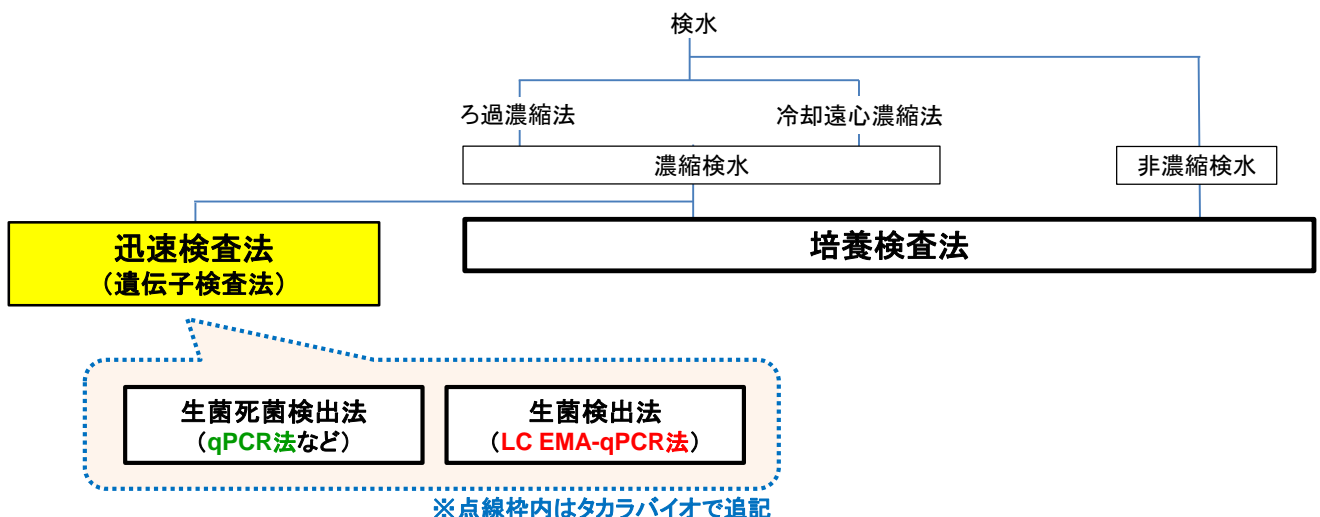 検水
ろ過濃縮法
冷却遠心濃縮法
濃縮検水
非濃縮検水
迅速検査法
（遺伝子検査法）
培養検査法
生菌死菌検出法
（qPCR法など）
生菌検出法
（LC EMA-qPCR法）
※点線枠内はタカラバイオで追記